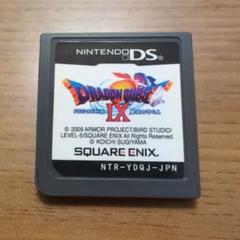 NINTENDO DS
DRAGON QUEST
IX
© 2009 ARMOR PROJECT/BIRD STUDIO/
LEVEL-5/SQUARE ENIX All Rights Reserved.
© KOICHI SUGIYAMA
SQUARE ENIX.
NTR-YDQJ-JPN